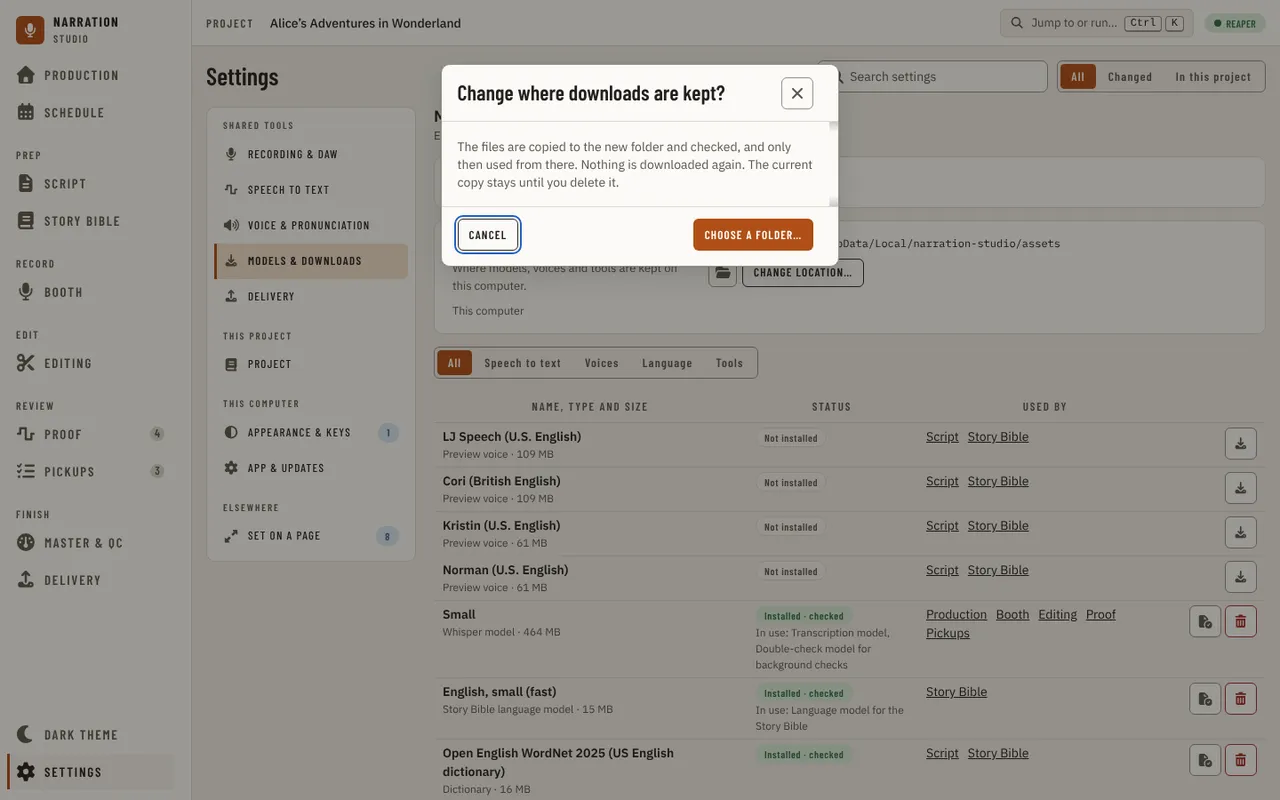 NARRATION
STUDIO
PRODUCTION
SCHEDULE
PREP
SCRIPT
STORY BIBLE
RECORD
BOOTH
EDIT
EDITING
REVIEW
PROOF 4
PICKUPS 3
FINISH
MASTER & QC
DELIVERY
DARK THEME
SETTINGS
PROJECT Alice's Adventures in Wonderland
Jump to or run... Ctrl K
REAPER
Settings
Search settings
All Changed In this project
SHARED TOOLS
RECORDING & DAW
SPEECH TO TEXT
VOICE & PRONUNCIATION
MODELS & DOWNLOADS
DELIVERY
THIS PROJECT
PROJECT
THIS COMPUTER
APPEARANCE & KEYS 1
APP & UPDATES
ELSEWHERE
SET ON A PAGE 8
Change where downloads are kept?
The files are copied to the new folder and checked, and only
then used from there. Nothing is downloaded again. The current
copy stays until you delete it.
CANCEL
CHOOSE A FOLDER...
Data/Local/narration-studio/assets
Where models, voices and tools are kept on
this computer.
This computer
CHANGE LOCATION...
All Speech to text Voices Language Tools
NAME, TYPE AND SIZE STATUS USED BY
LJ Speech (U.S. English)
Preview voice · 109 MB
Not installed
Script Story Bible
Cori (British English)
Preview voice · 109 MB
Not installed
Script Story Bible
Kristin (U.S. English)
Preview voice · 61 MB
Not installed
Script Story Bible
Norman (U.S. English)
Preview voice · 61 MB
Not installed
Script Story Bible
Small
Whisper model · 464 MB
Installed · checked
In use: Transcription model,
Double-check model for
background checks
Production Booth Editing Proof
Pickups
English, small (fast)
Story Bible language model · 15 MB
Installed · checked
In use: Language model for the
Story Bible
Story Bible
Open English WordNet 2025 (US English
dictionary)
Dictionary · 16 MB
Installed · checked
Script Story Bible